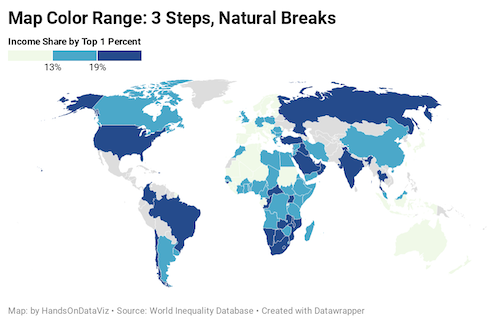 Map Color Range: 3 Steps, Natural Breaks
Income Share by Top 1 Percent
13% 19%
Map: by HandsOnDataViz • Source: World Inequality Database • Created with Datawrapper